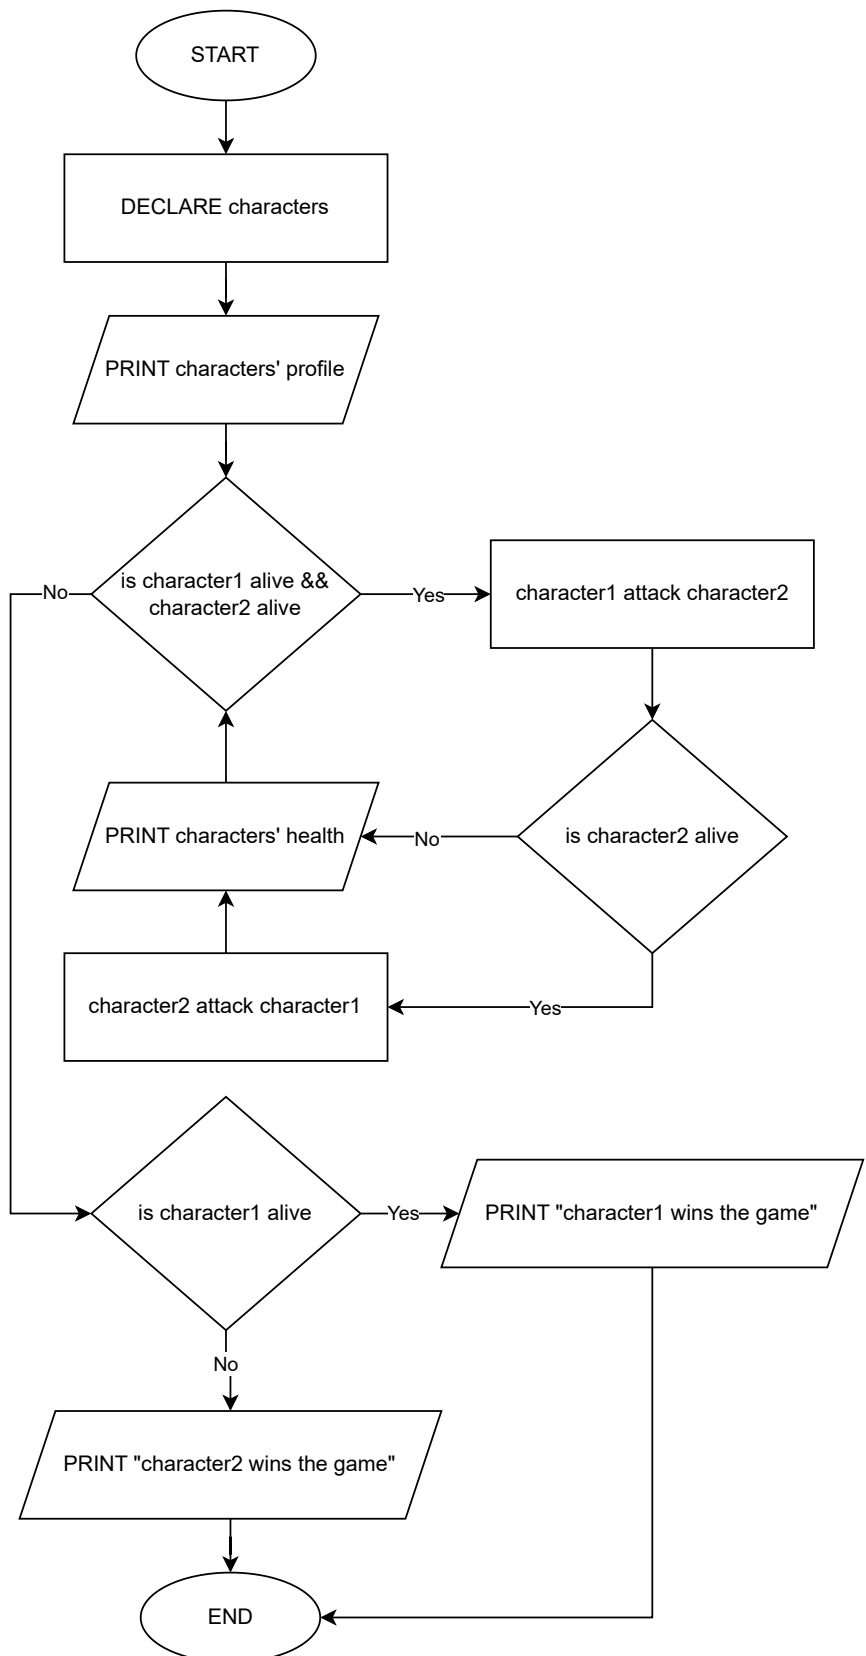 START
DECLARE characters
PRINT characters' profile
is character1 alive &&
character2 alive
No
Yes
character1 attack character2
PRINT characters' health
No
is character2 alive
character2 attack character1
Yes
is character1 alive
Yes
PRINT "character1 wins the game"
No
PRINT "character2 wins the game"
END